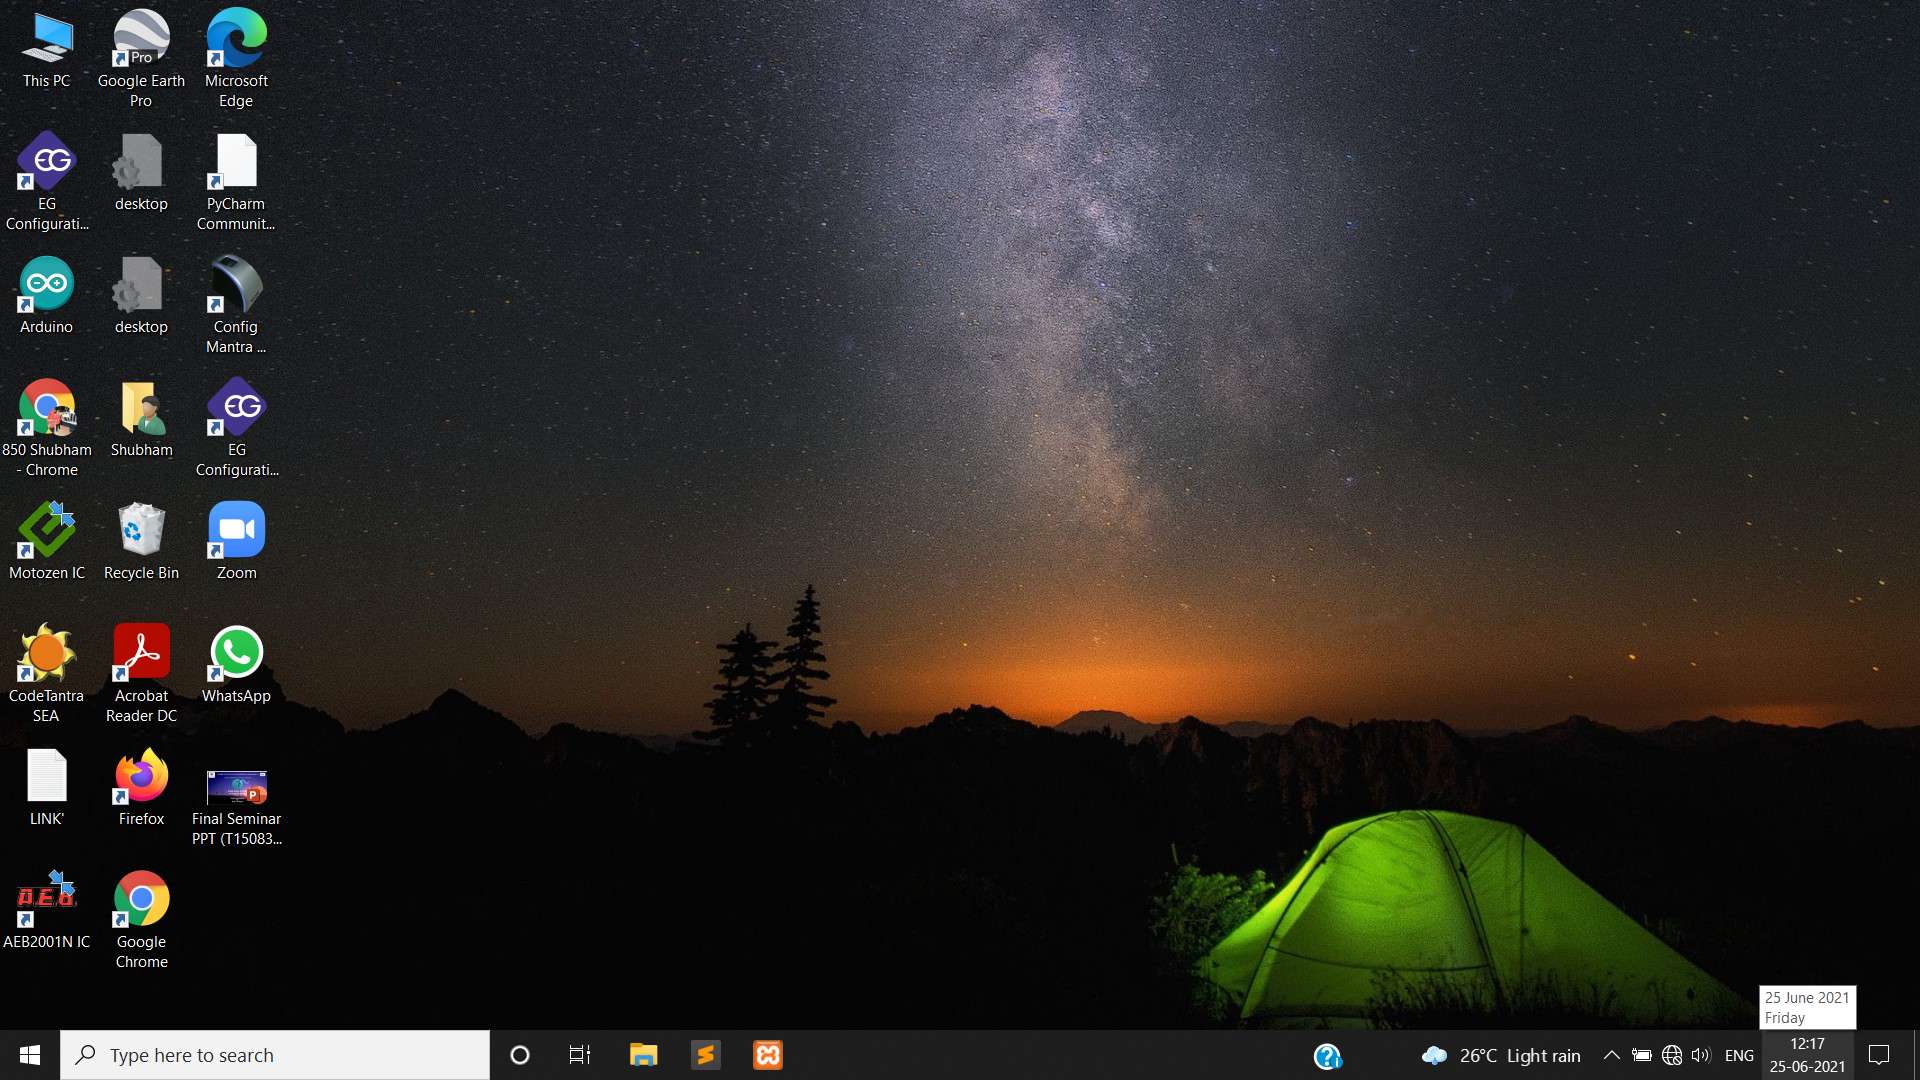 This PC
Pro
Google Earth
Pro
Microsoft
Edge
EG
EG
Configurati...
desktop
PyCharm
Communit...
Arduino
desktop
Config
Mantra ...
850 Shubham
- Chrome
Shubham
EG
EG
Configurati...
Motozen IC
Recycle Bin
Zoom
CodeTantra
SEA
Acrobat
Reader DC
WhatsApp
LINK'
Firefox
P
Final Seminar
PPT (T15083...
AEB
AEB2001N IC
Google
Chrome
25 June 2021
Friday
Type here to search
26°C Light rain
ENG
12:17
25-06-2021